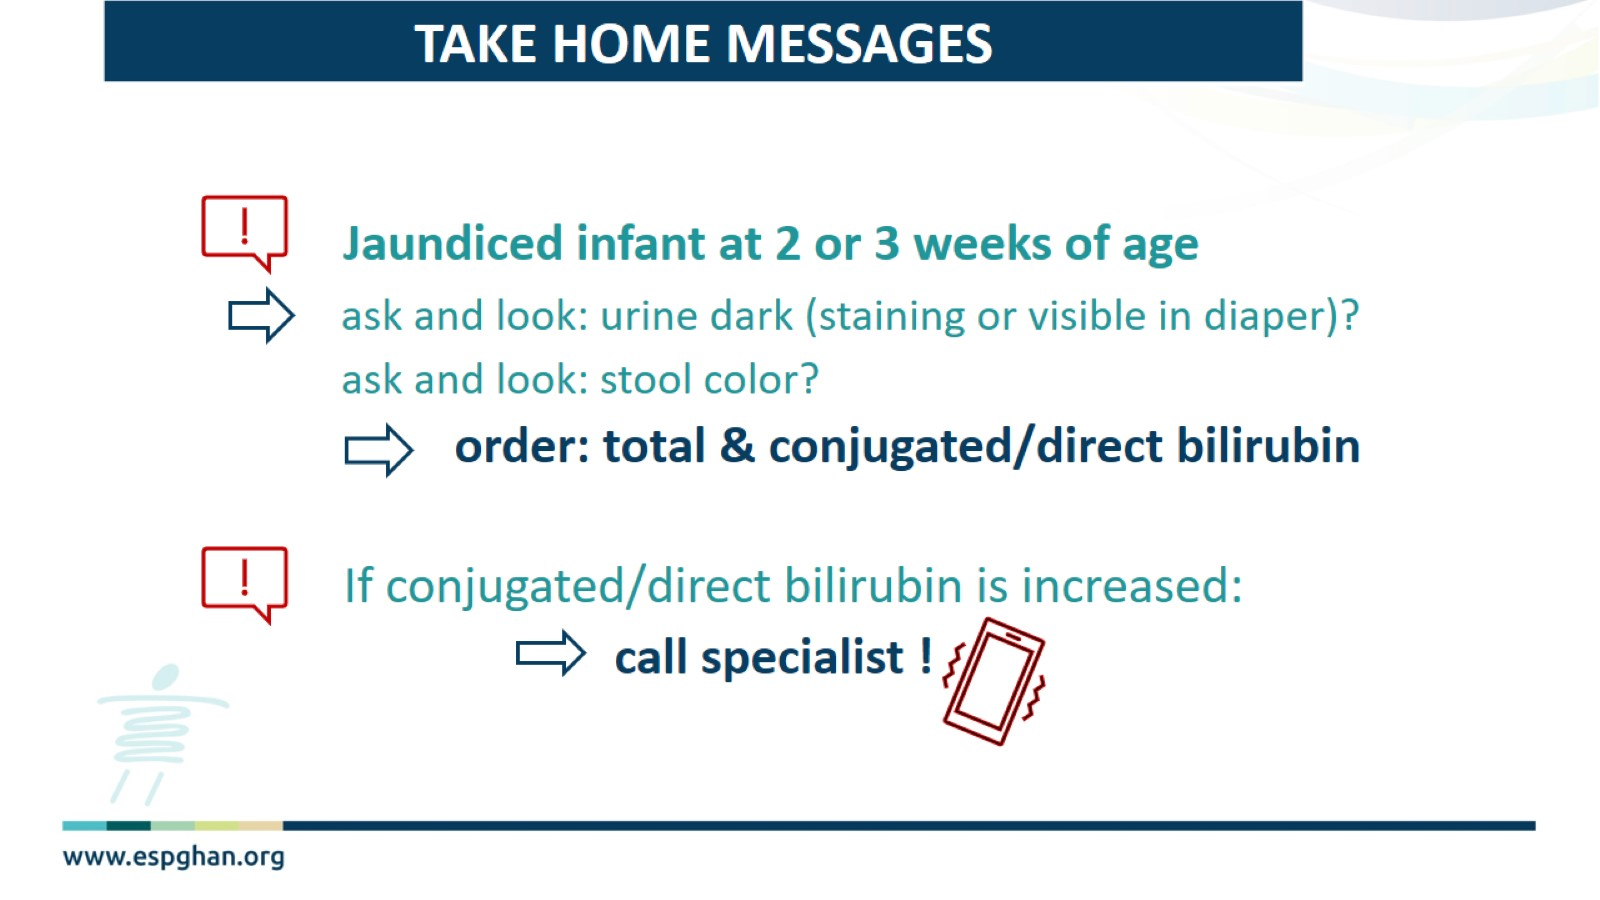 TAKE HOME MESSAGES
!
Jaundiced infant at 2 or 3 weeks of age
ask and look: urine dark (staining or visible in diaper)?
ask and look: stool color?
order: total & conjugated/direct bilirubin
!
If conjugated/direct bilirubin is increased:
call specialist !
www.espghan.org